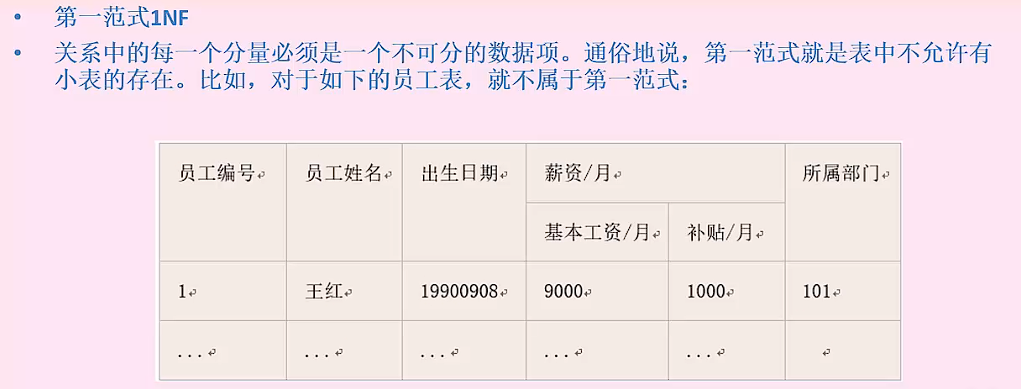 第一范式1NF
关系中的每一个分量必须是一个不可分的数据项。通俗地说，第一范式就是表中不允许有
小表的存在。比如，对于如下的员工表，就不属于第一范式：
员工编号 员工姓名 出生日期 薪资/月 所属部门
基本工资/月 补贴/月
1 王红 19900908 9000 1000 101
... ... ... ... ...